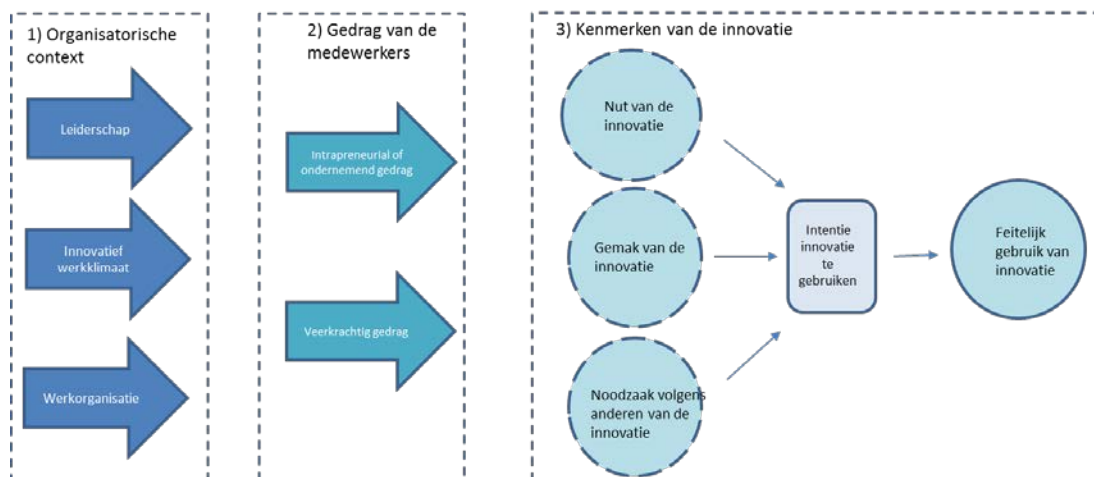 1) Organisatorische
context
Leiderschap
Innovatief
werkklimaat
Werkorganisatie
2) Gedrag van de
medewerkers
Intrapreneurial of
ondernemend gedrag
Veerkrachtig gedrag
3) Kenmerken van de innovatie
Nut van de
innovatie
Gemak van de
innovatie
Noodzaak volgens
anderen van de
innovatie
Intentie
innovatie
te
gebruiken
Feitelijk
gebruik van
innovatie